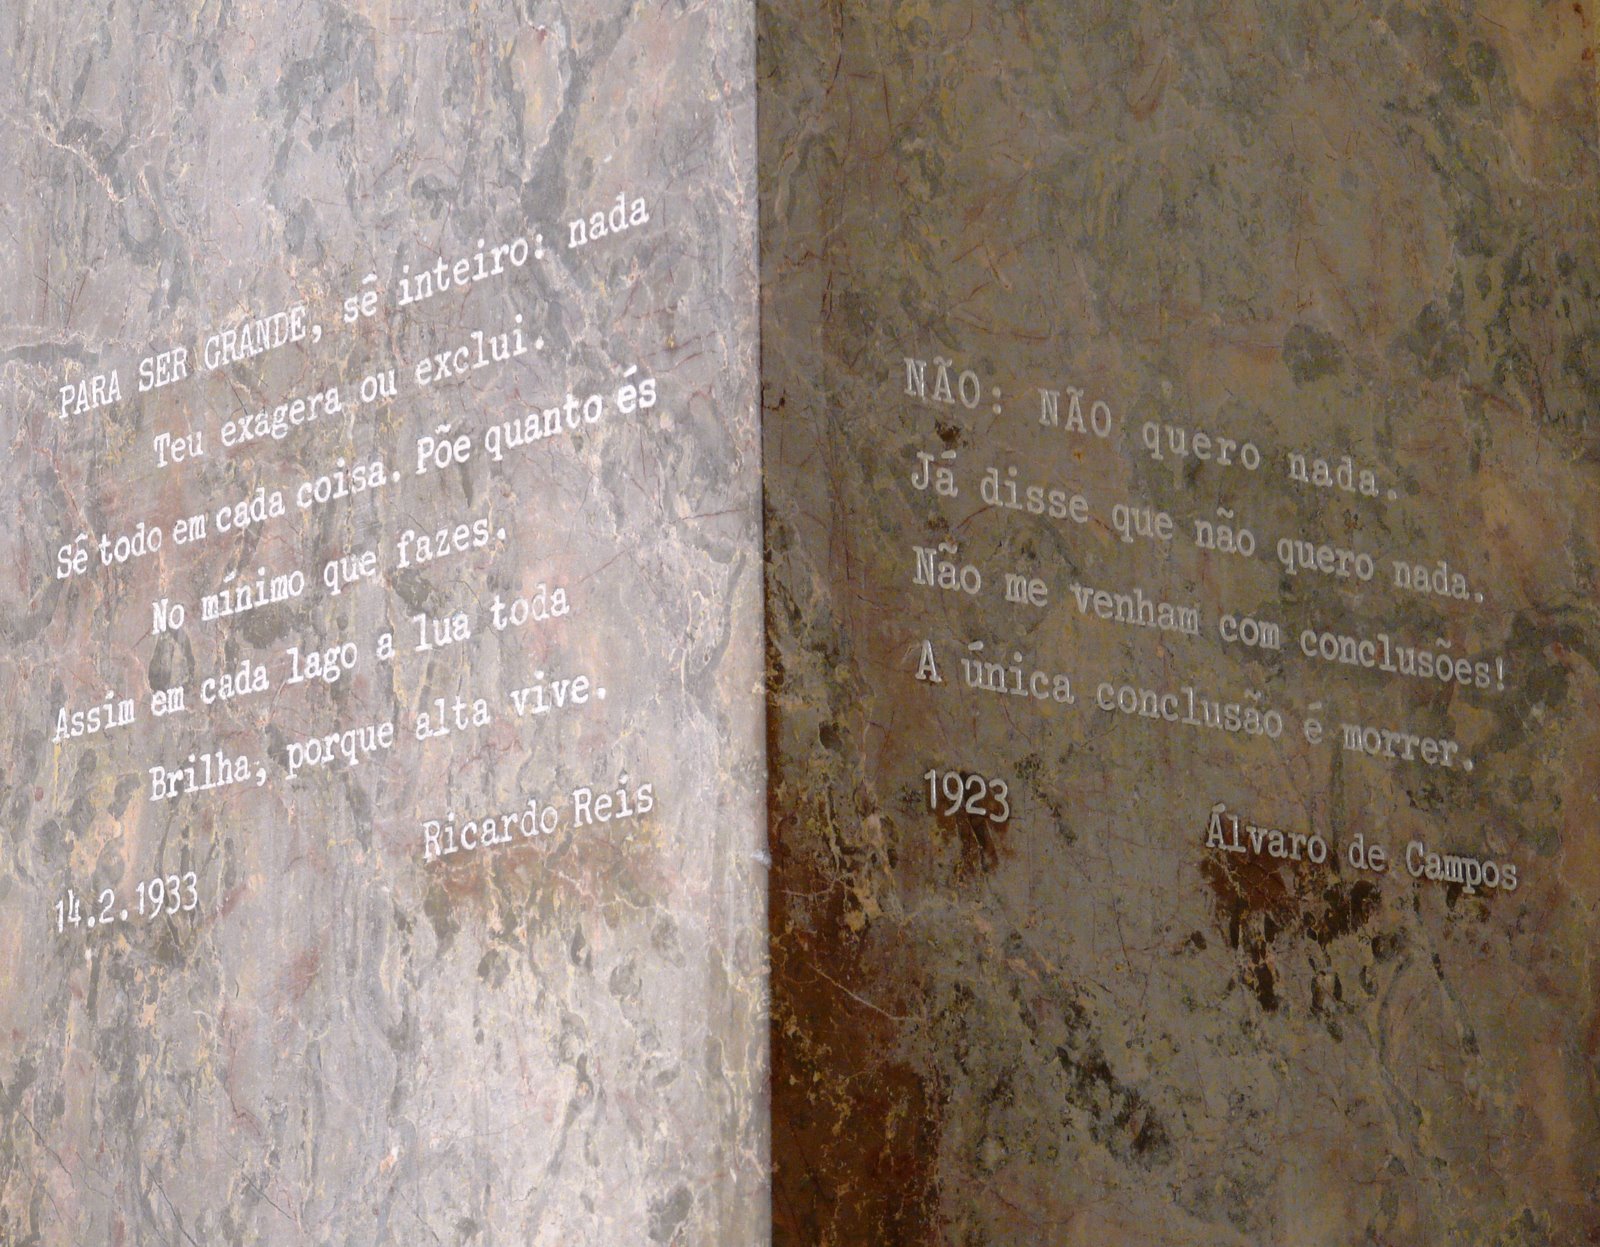 PARA SER GRANDE, sê inteiro: nada
Teu exagera ou exclui.
Sê todo em cada coisa. Põe quanto és
No mínimo que fazes.
Assim em cada lago a lua toda
Brilha, porque alta vive.
Ricardo Reis
14.2.1933
NÃO: NÃO quero nada.
Já disse que não quero nada.
Não me venham com conclusões!
A única conclusão é morrer.
1923
Álvaro de Campos